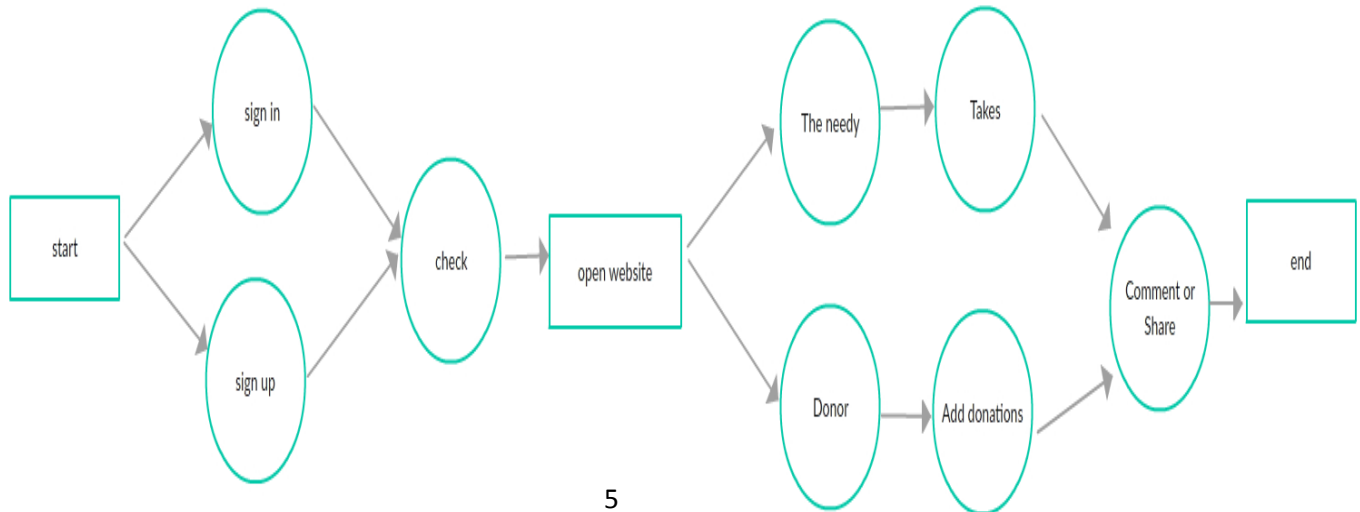 start
sign in
sign up
check
open website
The needy
Takes
Donor
Add donations
Comment or
Share
end
5